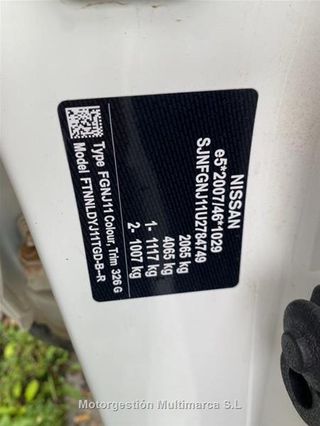 NISSAN
e5*2007/46*1029
SJNFGNJ11U2784749
2065 kg
4065 kg
1- 1117 kg
2- 1007 kg
Type FGNJ11 Colour, Trim 326 G
Model FTNNLDYJ11TGD-B--R
Motorgestión Multimarca S.L